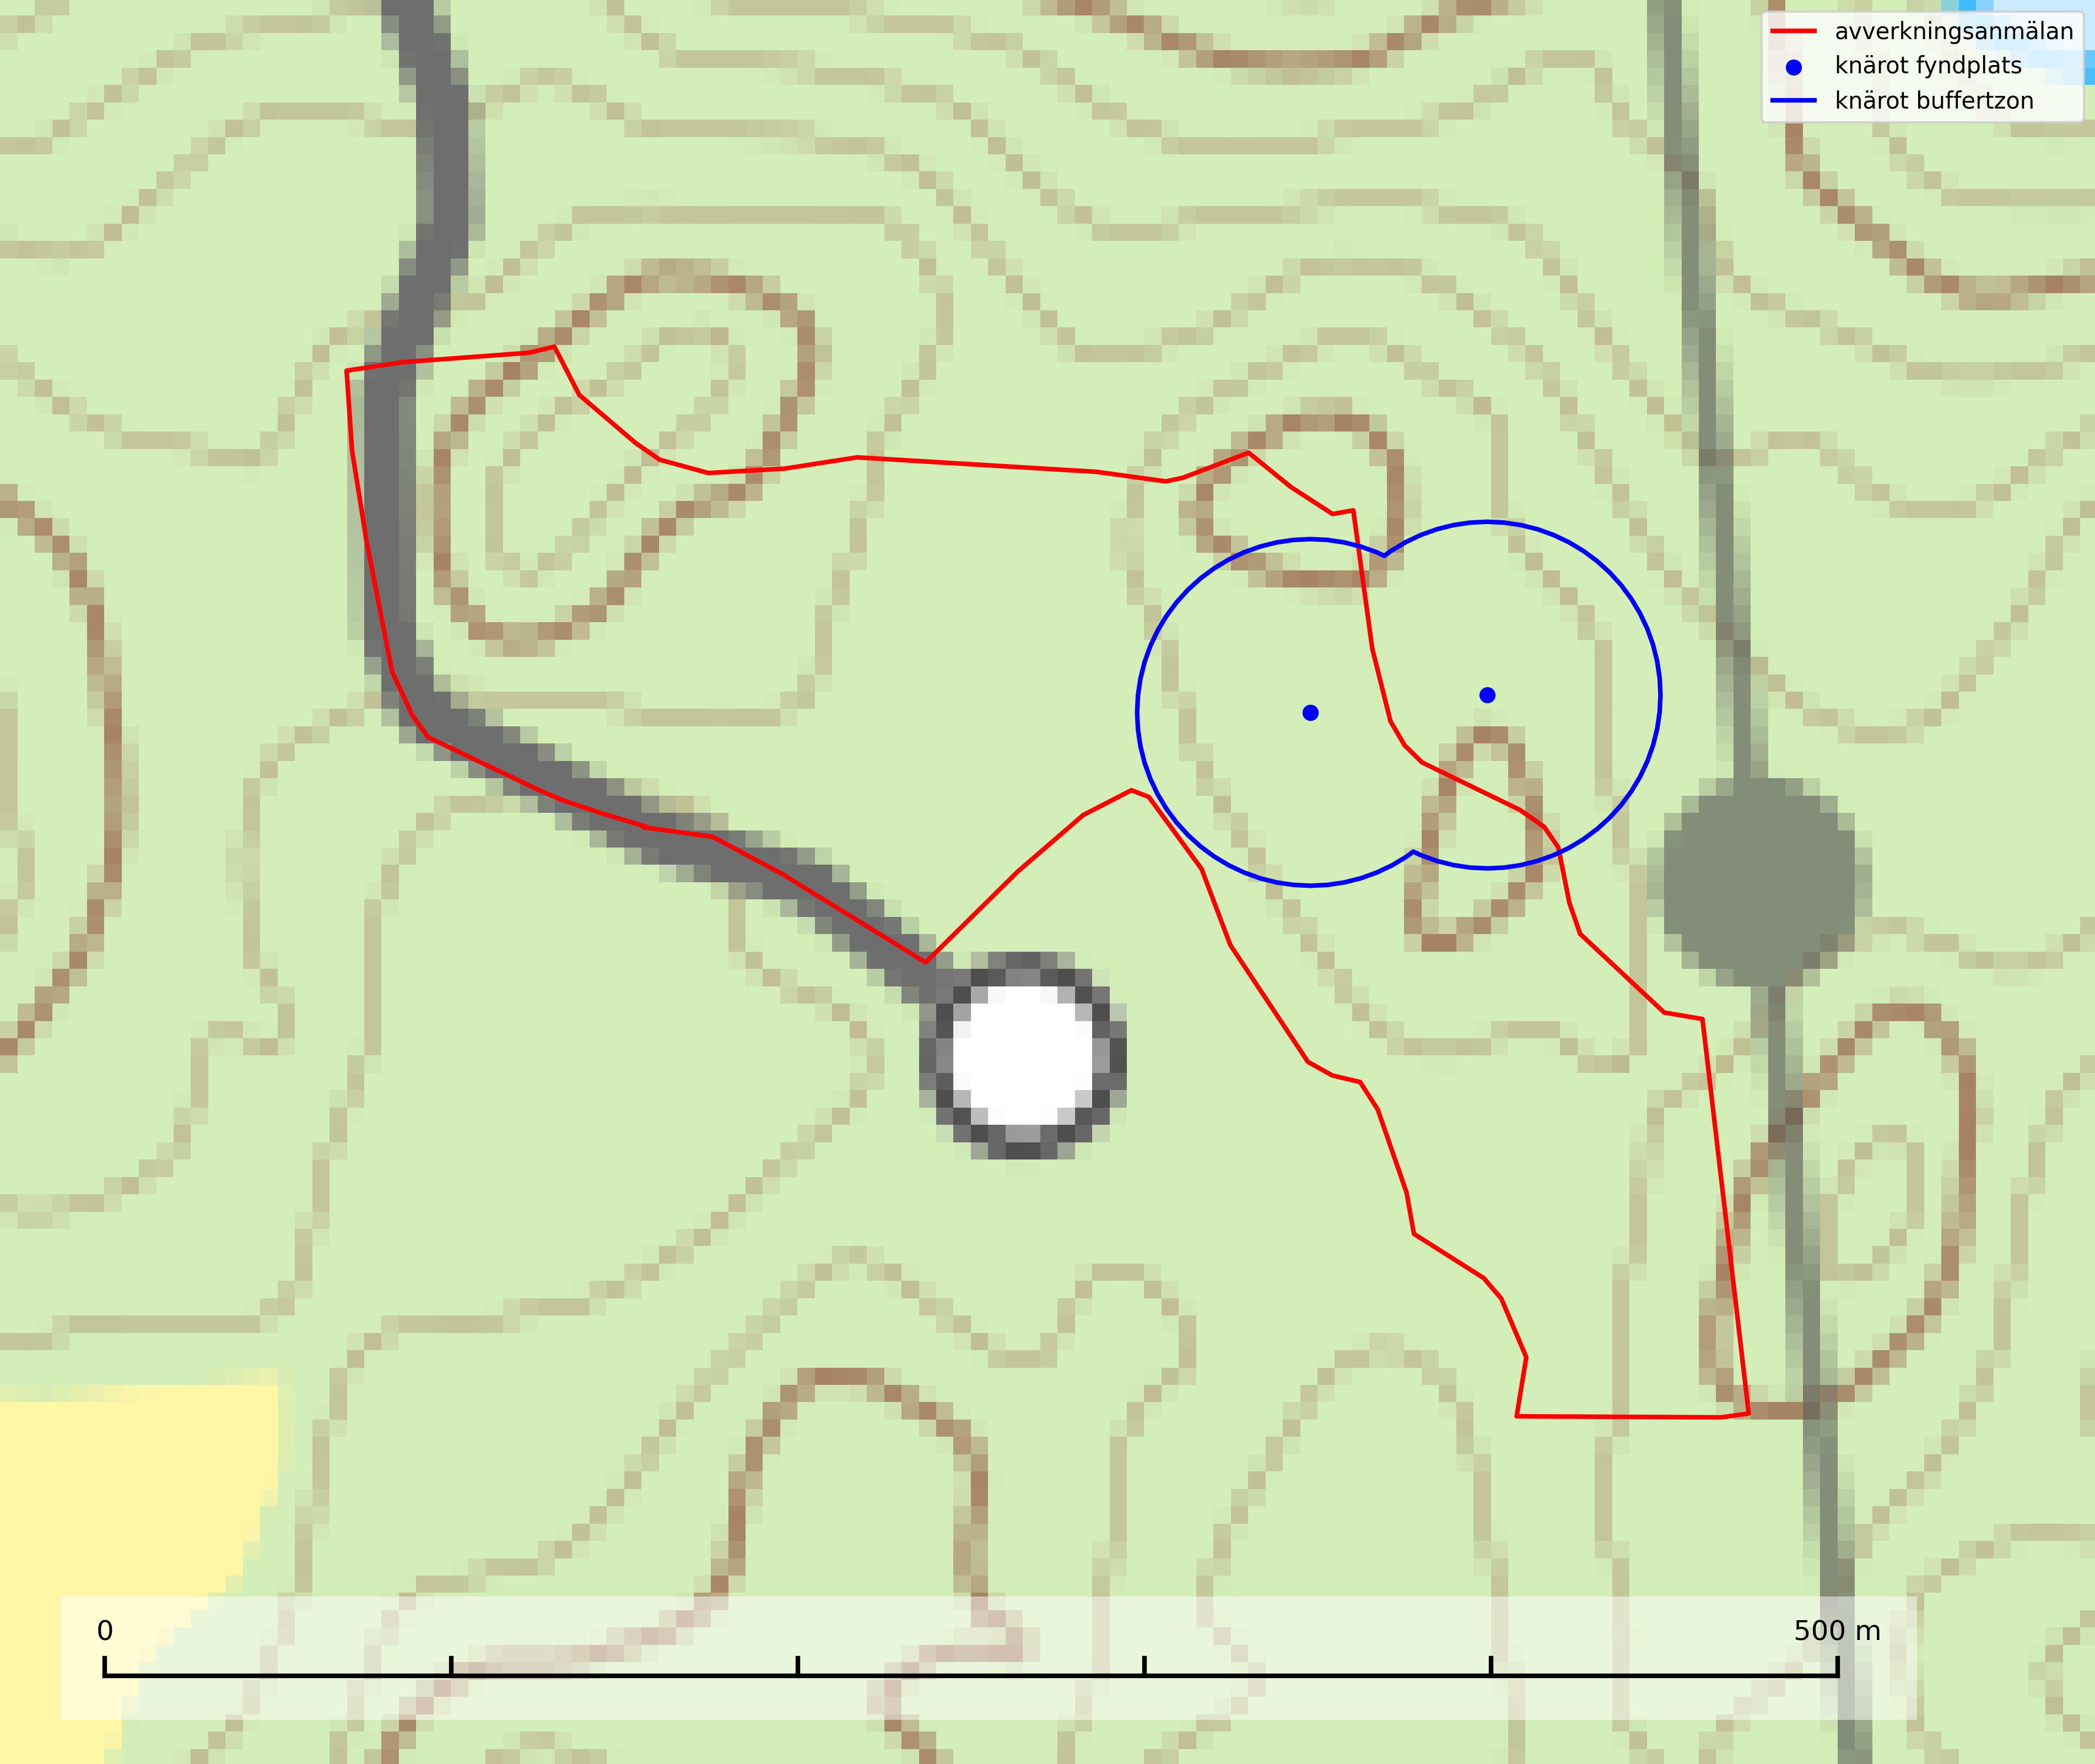 avverkningsanmälan
knärot fyndplats
knärot buffertzon
0
500 m